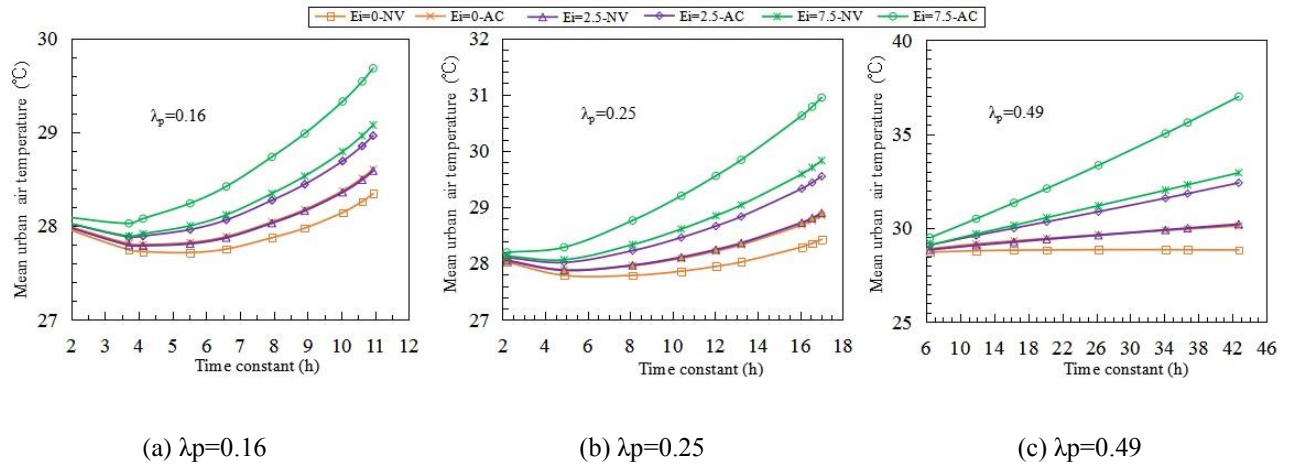 Ei=0-NV Ei=0-AC Ei=2.5-NV Ei=2.5-AC Ei=7.5-NV Ei=7.5-AC
30
29
28
27
Mean urban air temperature (℃)
λp=0.16
2 3 4 5 6 7 8 9 10 11 12
Time constant (h)
32
31
30
29
28
27
Mean urban air temperature (℃)
λp=0.25
2 4 6 8 10 12 14 16 18
Time constant (h)
40
35
30
25
Mean urban air temperature (℃)
λp=0.49
6 10 14 18 22 26 30 34 38 42 46
Time constant (h)
(a) λp=0.16
(b) λp=0.25
(c) λp=0.49